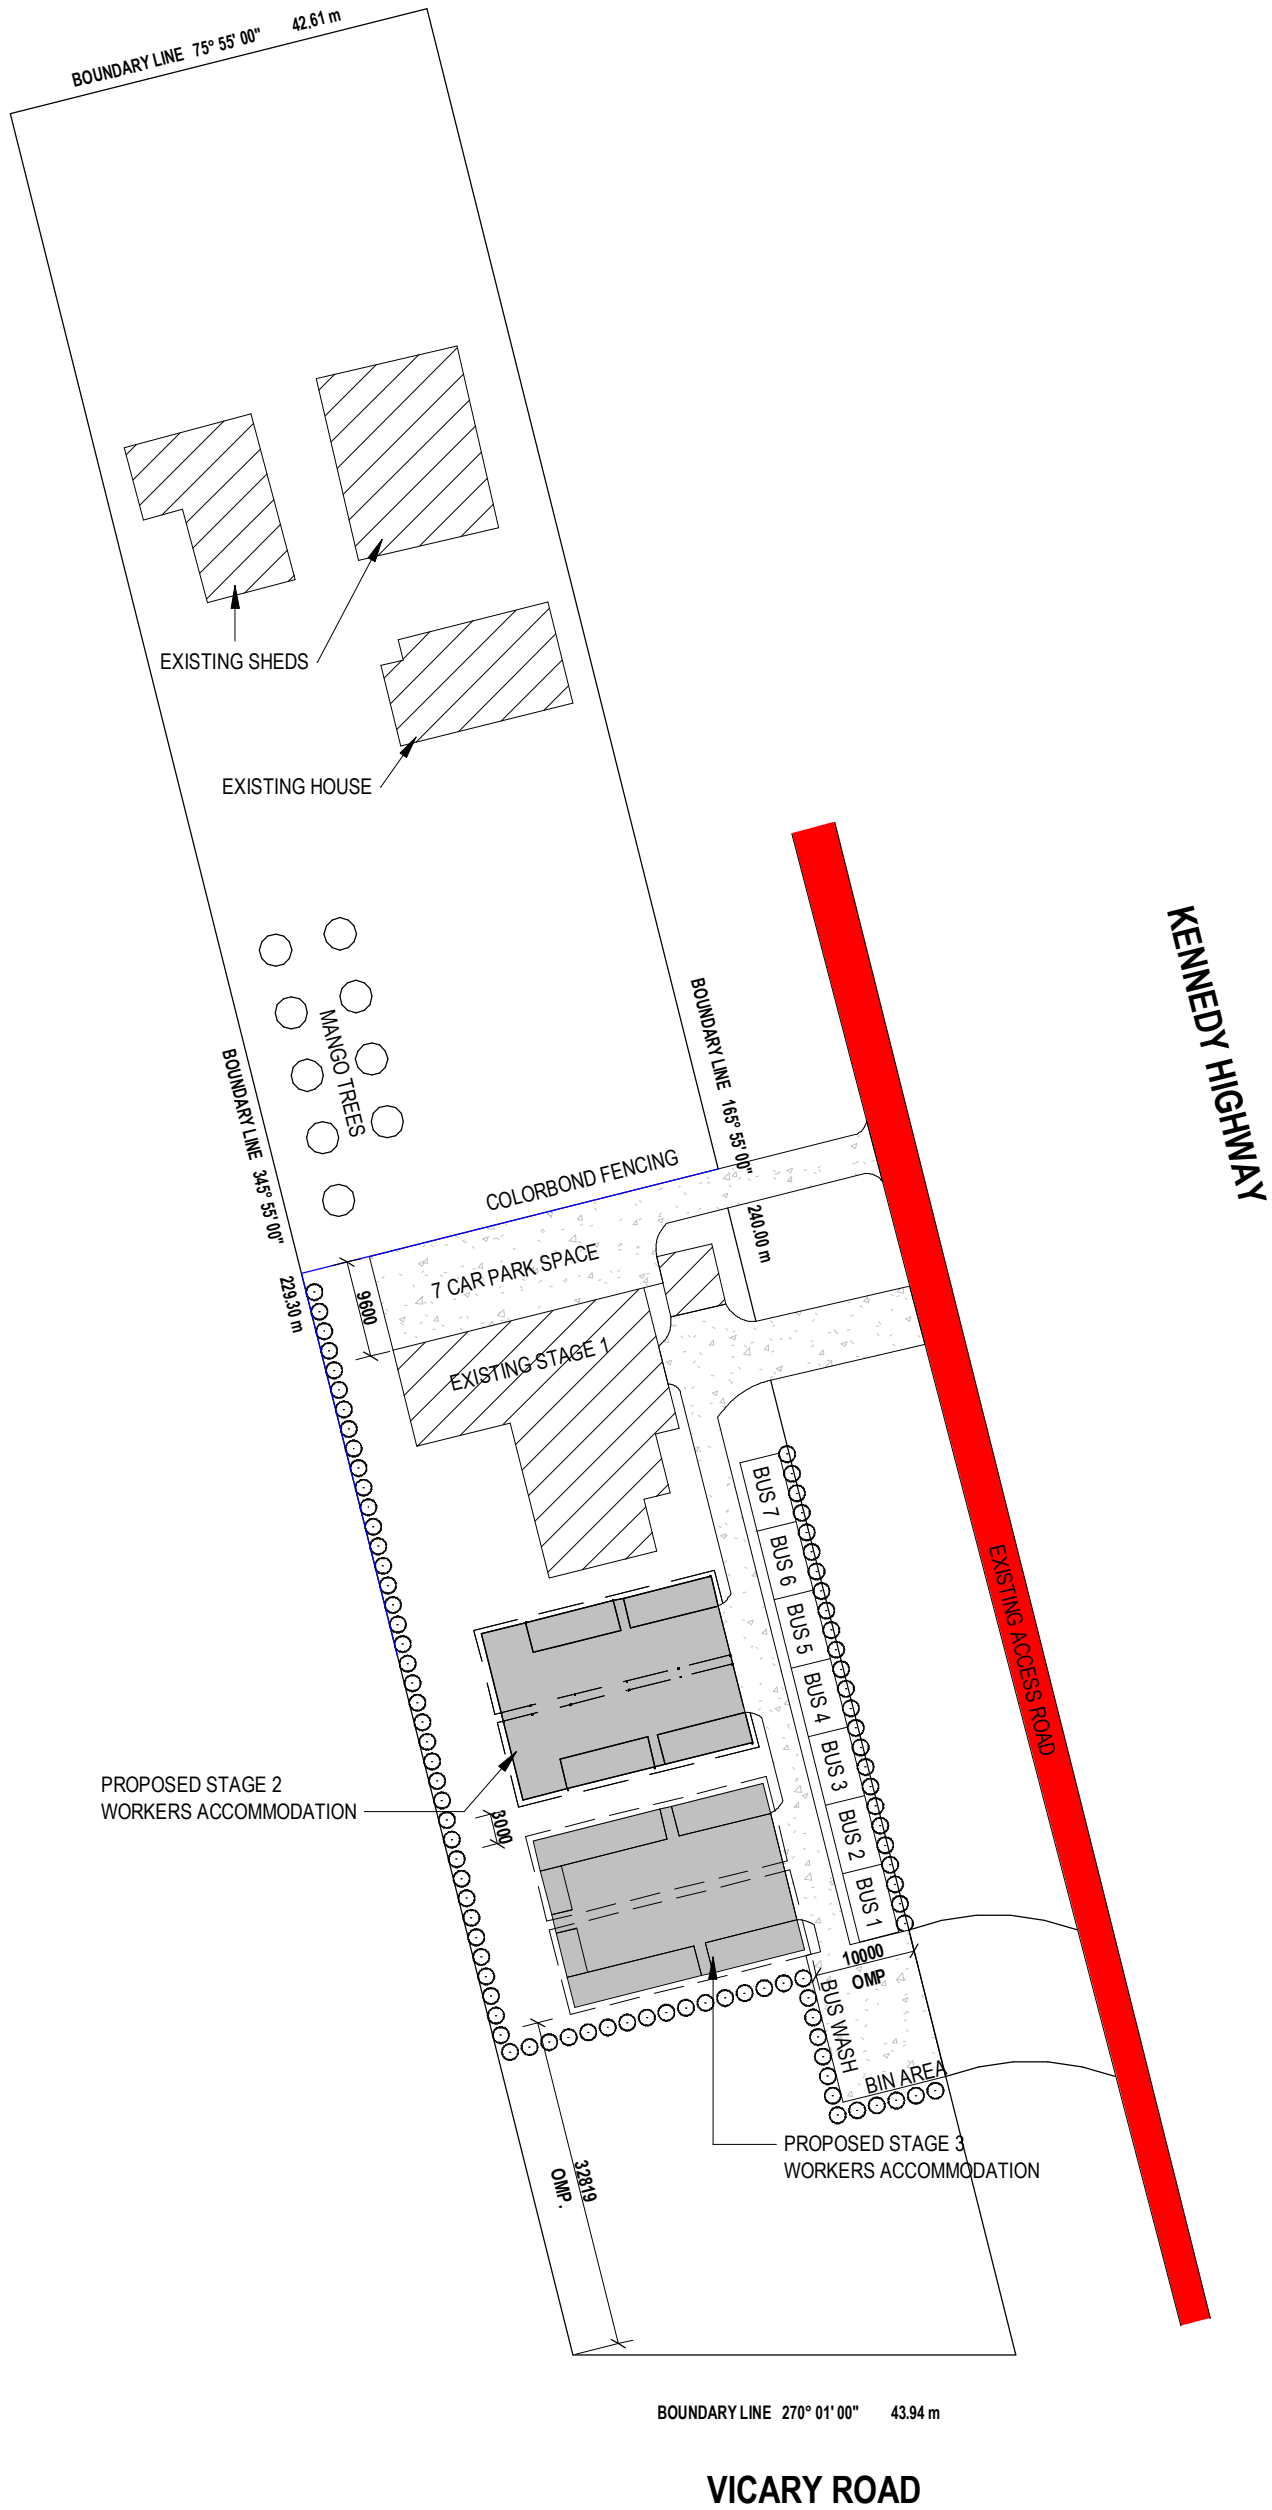 BOUNDARY LINE 75° 55' 00" 42.61 m
EXISTING SHEDS
EXISTING HOUSE
KENNEDY HIGHWAY
MANGO TREES
BOUNDARY LINE 165° 55' 00"
240.00 m
BOUNDARY LINE 345° 55' 00"
229.30 m
COLORBOND FENCING
7 CAR PARK SPACE
9600
EXISTING STAGE 1
BUS 7
BUS 6
BUS 5
BUS 4
BUS 3
BUS 2
BUS 1
EXISTING ACCESS ROAD
PROPOSED STAGE 2
WORKERS ACCOMMODATION
3000
10000
OMP
BUS WASH
BIN AREA
PROPOSED STAGE 3
WORKERS ACCOMMODATION
32819
OMP.
BOUNDARY LINE 270° 01' 00" 43.94 m
VICARY ROAD